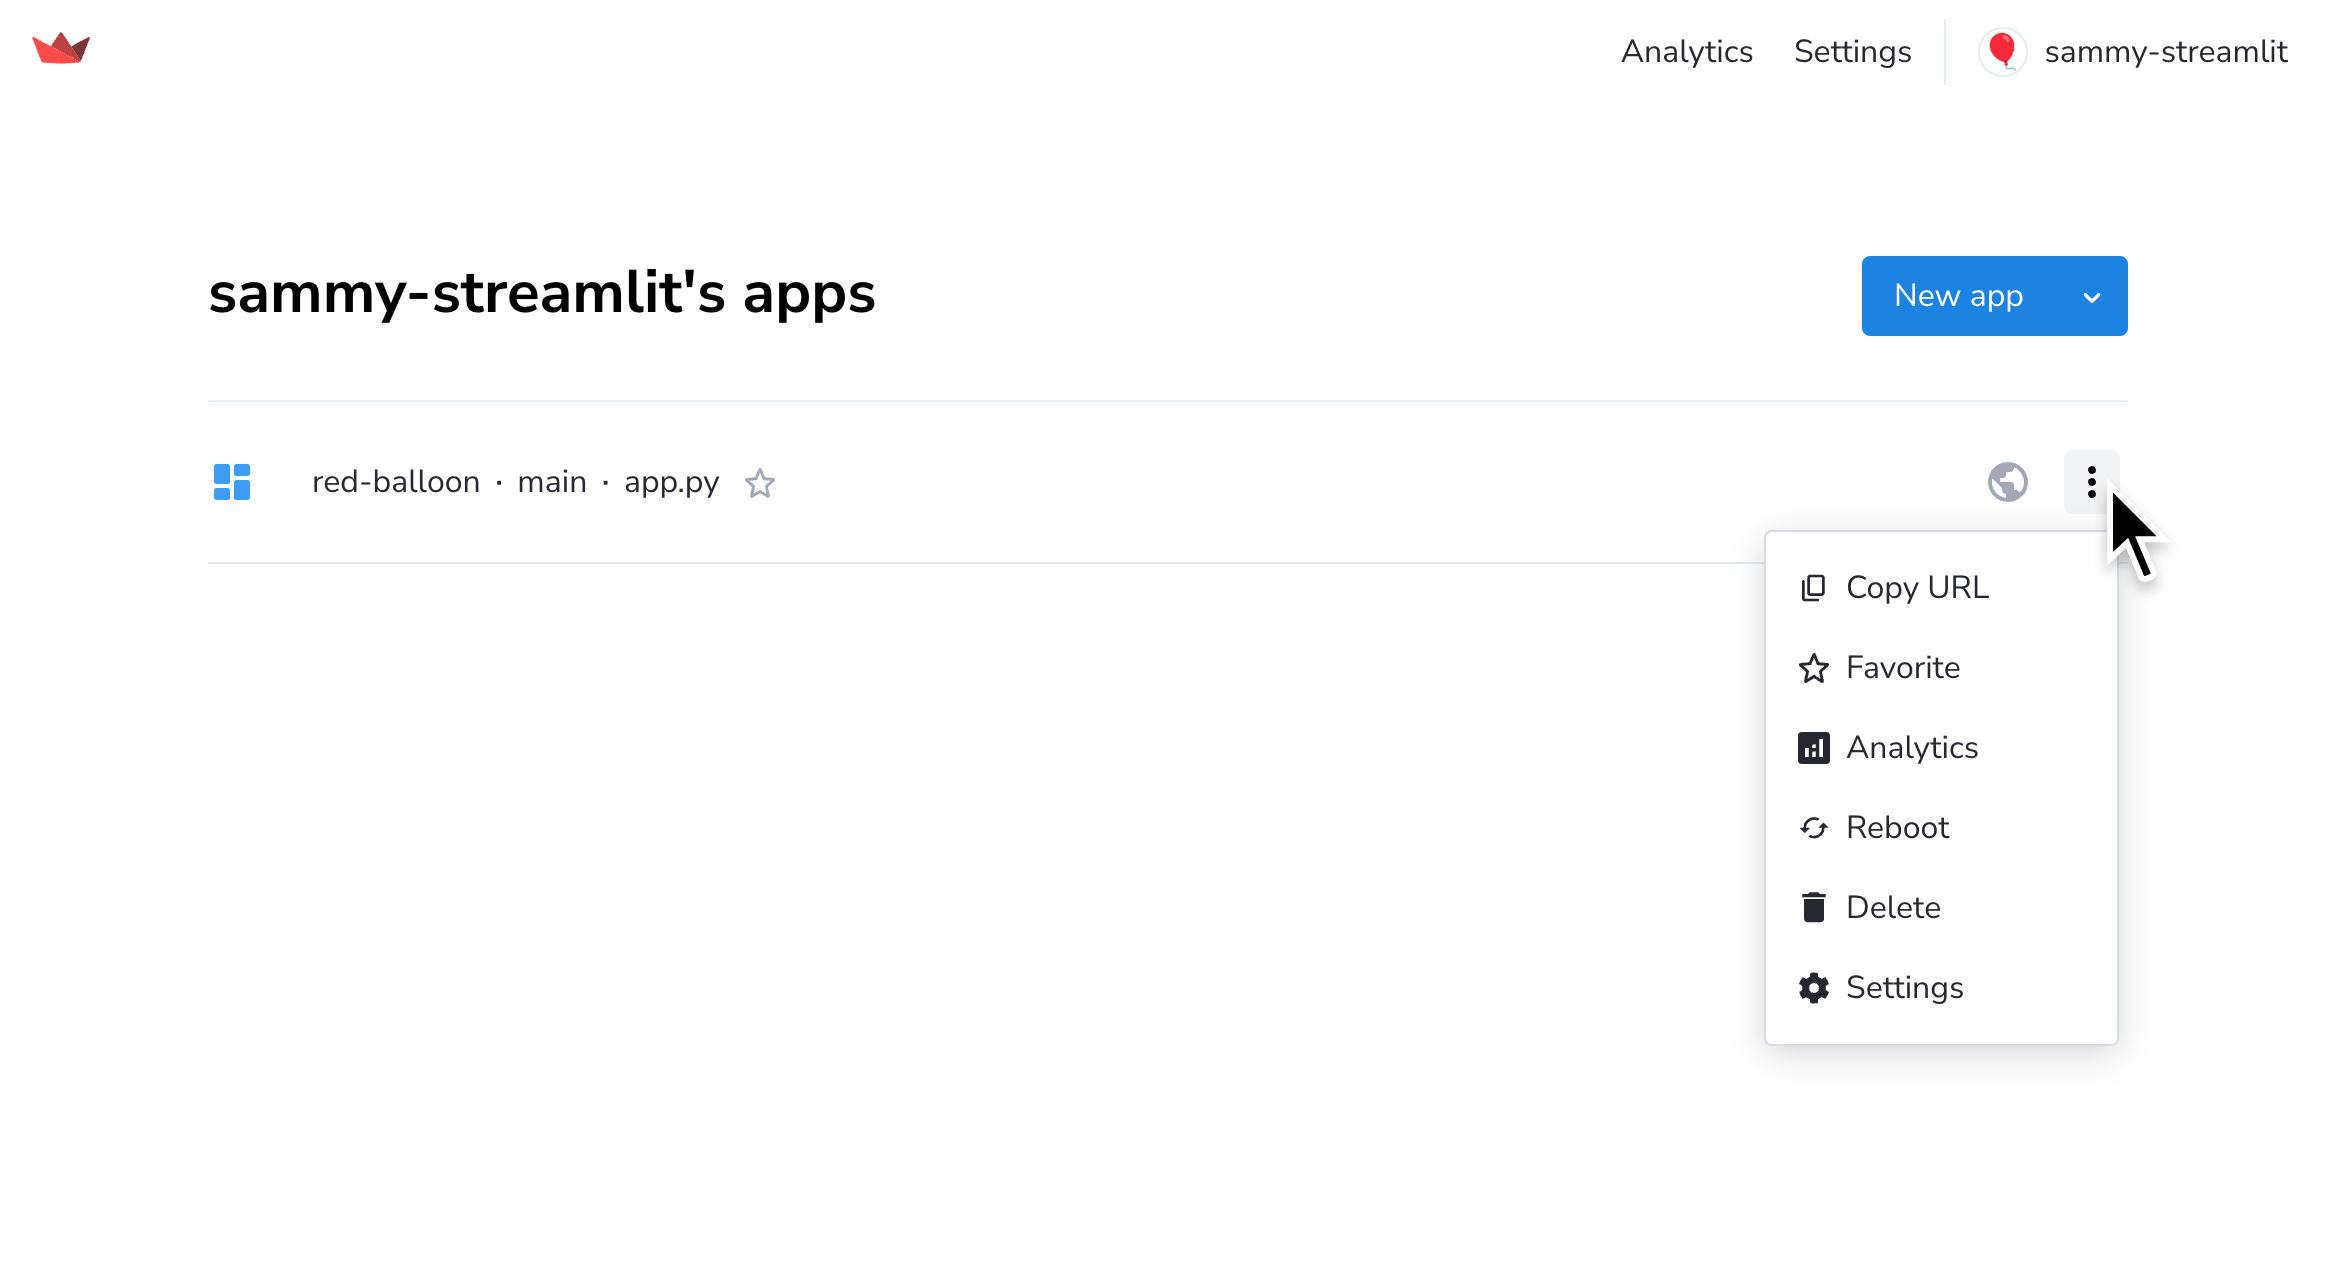 Analytics Settings sammy-streamlit
sammy-streamlit's apps
New app
red-balloon · main · app.py
Copy URL
Favorite
Analytics
Reboot
Delete
Settings